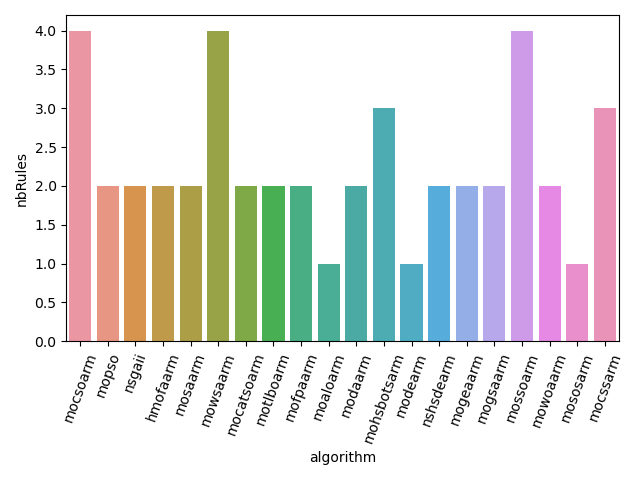 4.0
3.5
3.0
2.5
2.0
1.5
1.0
0.5
0.0
nbRules
mocsoarm
mopso
nsgaii
hmofaarm
mosaarm
mowsaarm
mocatsoarm
motlboarm
mofpaarm
moaloarm
modaarm
mohsbotsarm
modearm
nshsdearm
mogeaarm
mogsaarm
mossoarm
mowoaarm
mososarm
mocssarm
algorithm